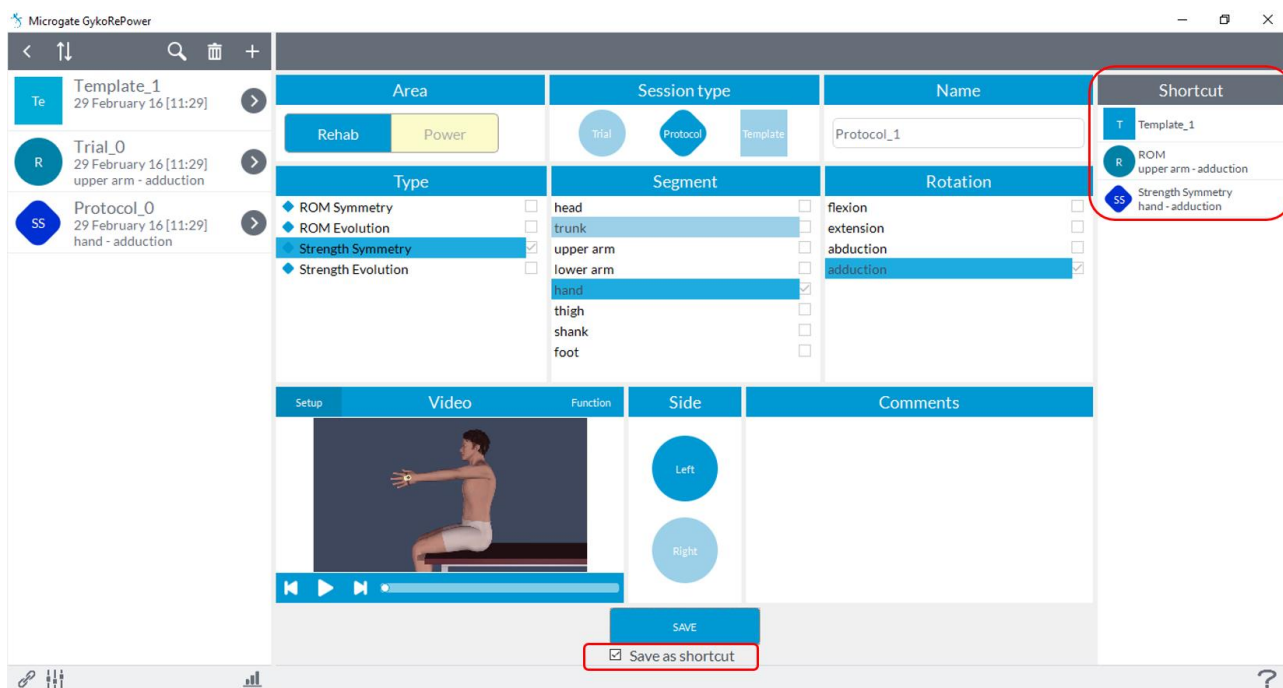 Microgate GykoRePower
Te
Template_1
29 February 16 [11:29]
R
Trial_0
29 February 16 [11:29]
upper arm - adduction
SS
Protocol_0
29 February 16 [11:29]
hand - adduction
Area
Rehab
Power
Session type
Trial
Protocol
Template
Name
Protocol_1
Type
ROM Symmetry
ROM Evolution
Strength Symmetry
Strength Evolution
Segment
head
trunk
upper arm
lower arm
hand
thigh
shank
foot
Rotation
flexion
extension
abduction
adduction
Setup
Video
Function
Side
Left
Right
Comments
SAVE
Save as shortcut
Shortcut
T
Template_1
R
ROM
upper arm - adduction
SS
Strength Symmetry
hand - adduction
?